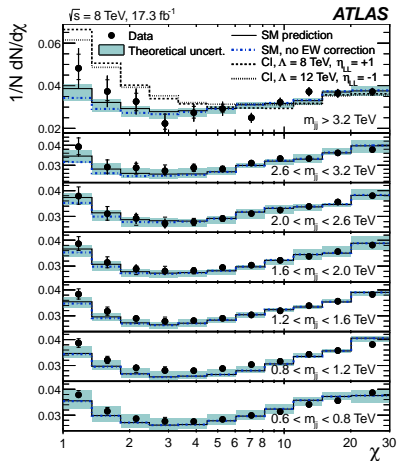 √s = 8 TeV, 17.3 fb⁻¹ ATLAS
1/N dN/dχ
Data
Theoretical uncert.
SM prediction
SM, no EW correction
CI, Λ = 8 TeV, η_LL = +1
CI, Λ = 12 TeV, η_LL = -1
0.06
0.04
0.02
m_jj > 3.2 TeV
0.04
0.03
2.6 < m_jj < 3.2 TeV
0.04
0.03
2.0 < m_jj < 2.6 TeV
0.04
0.03
1.6 < m_jj < 2.0 TeV
0.04
0.03
1.2 < m_jj < 1.6 TeV
0.04
0.03
0.8 < m_jj < 1.2 TeV
0.04
0.03
0.6 < m_jj < 0.8 TeV
1 2 3 4 5 6 7 8 10 20 30
χ